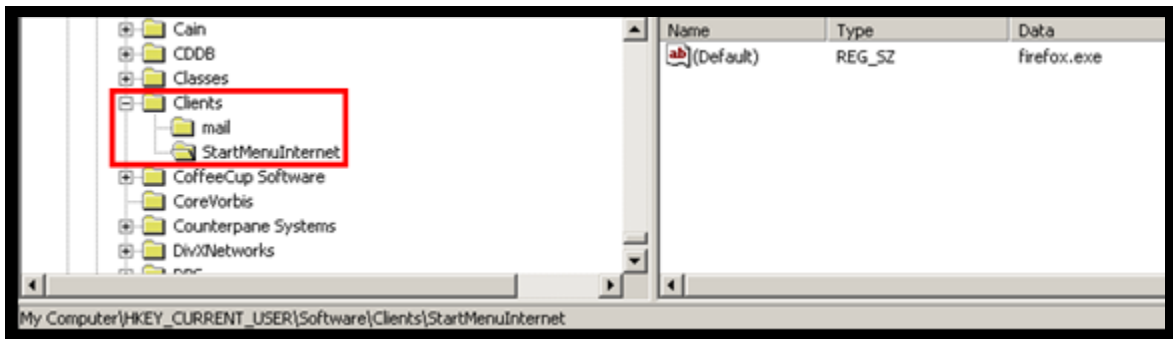 Cain
CDDB
Classes
Clients
mail
StartMenuInternet
CoffeeCup Software
CoreVorbis
Counterpane Systems
DivXNetworks
Name Type Data
ab (Default) REG_SZ firefox.exe
My Computer\HKEY_CURRENT_USER\Software\Clients\StartMenuInternet